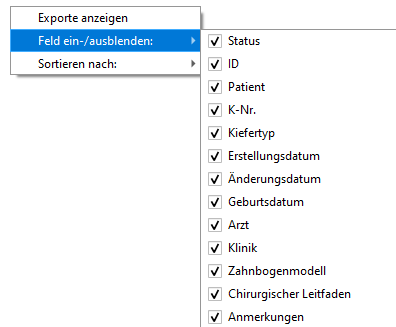 Exporte anzeigen
Feld ein-/ausblenden:
Sortieren nach:
Status
ID
Patient
K-Nr.
Kiefertyp
Erstellungsdatum
Änderungsdatum
Geburtsdatum
Arzt
Klinik
Zahnbogenmodell
Chirurgischer Leitfaden
Anmerkungen